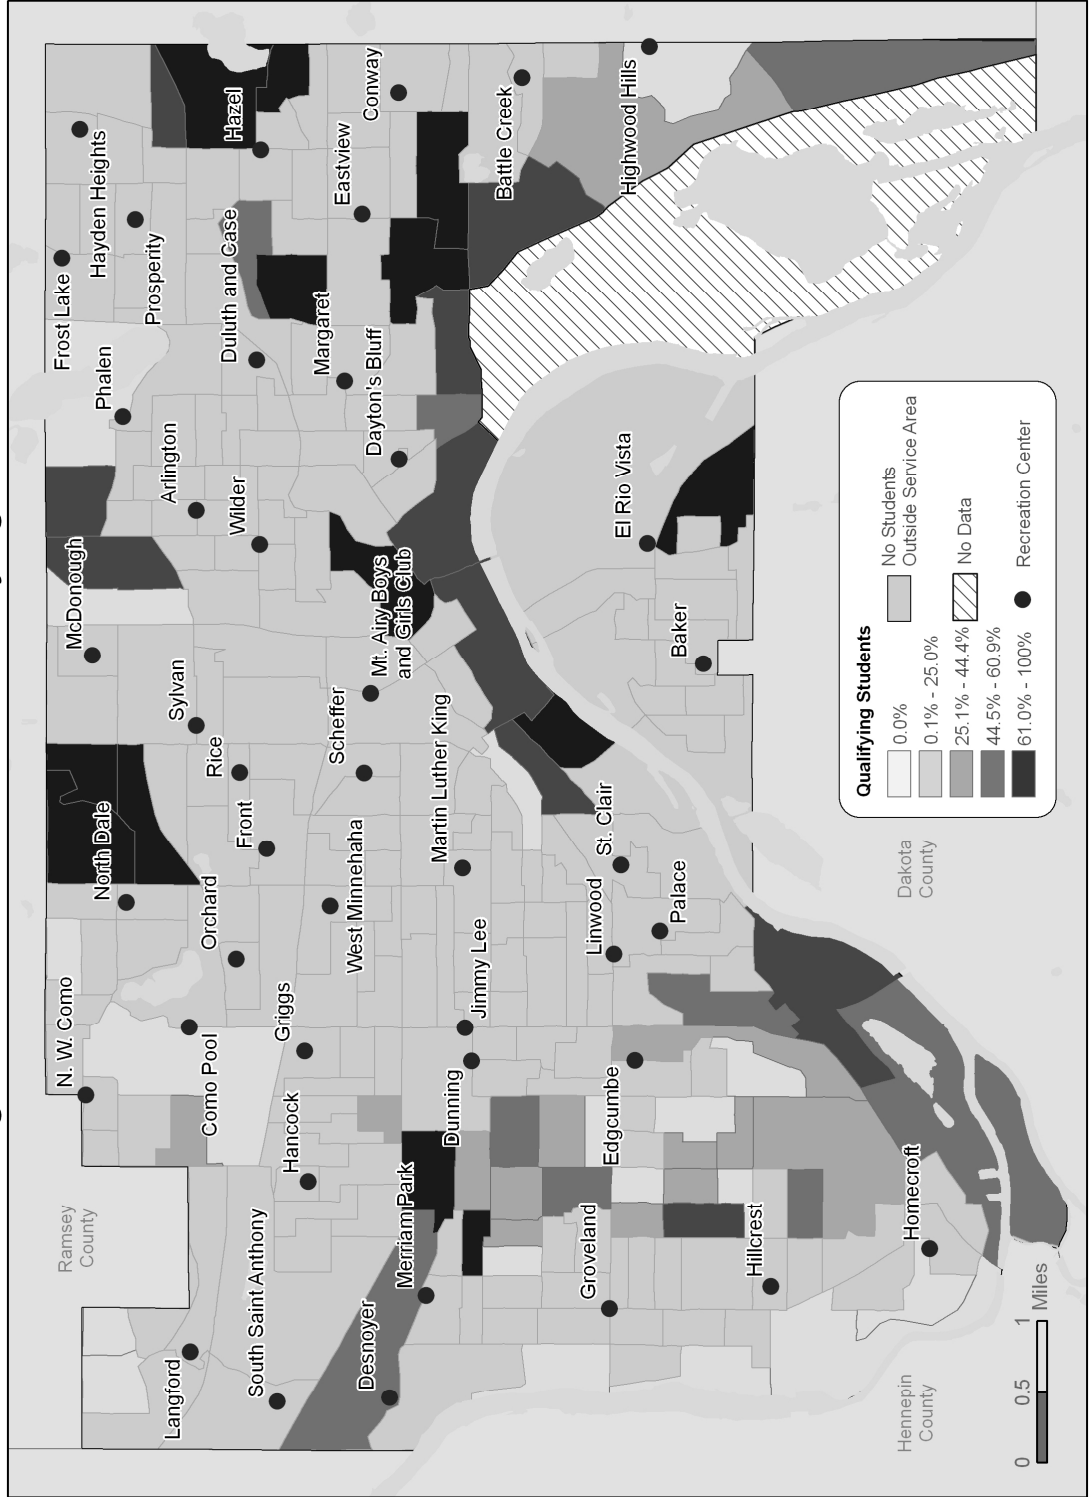 Ramsey
County
Hennepin
County
Dakota
County
N. W. Como
North Dale
McDonough
Phalen
Frost Lake
Hayden Heights
Prosperity
Langford
Como Pool
Orchard
Rice
Sylvan
Arlington
Wilder
Duluth and Case
Hazel
South Saint Anthony
Hancock
Griggs
Front
Scheffer
Margaret
Eastview
Conway
Desnoyer
Merriam Park
Dunning
Jimmy Lee
West Minnehaha
Martin Luther King
Mt. Airy Boys
and Girls Club
Dayton's Bluff
Battle Creek
Groveland
Edgcumbe
Linwood
St. Clair
Palace
Baker
El Rio Vista
Highwood Hills
Hillcrest
Homecroft
0
0.5
1
Miles
Qualifying Students
0.0%
0.1% - 25.0%
25.1% - 44.4%
44.5% - 60.9%
61.0% - 100%
No Students
Outside Service Area
No Data
Recreation Center